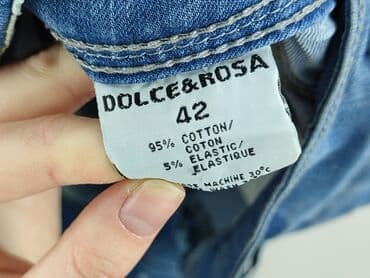 DOLCE&ROSA
42
95% COTTON/
COTON
5% ELASTIC/
ELASTIQUE
MACHINE 30°C